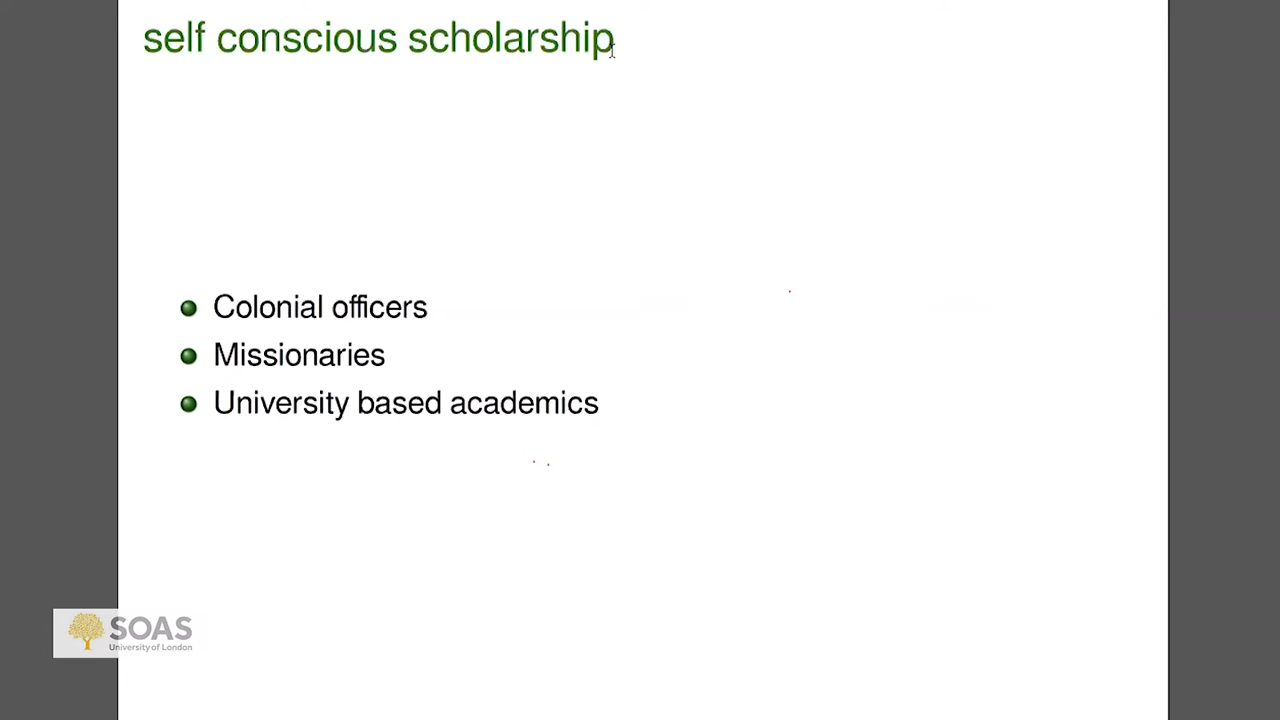 self conscious scholarship
Colonial officers
Missionaries
University based academics
SOAS
University of London